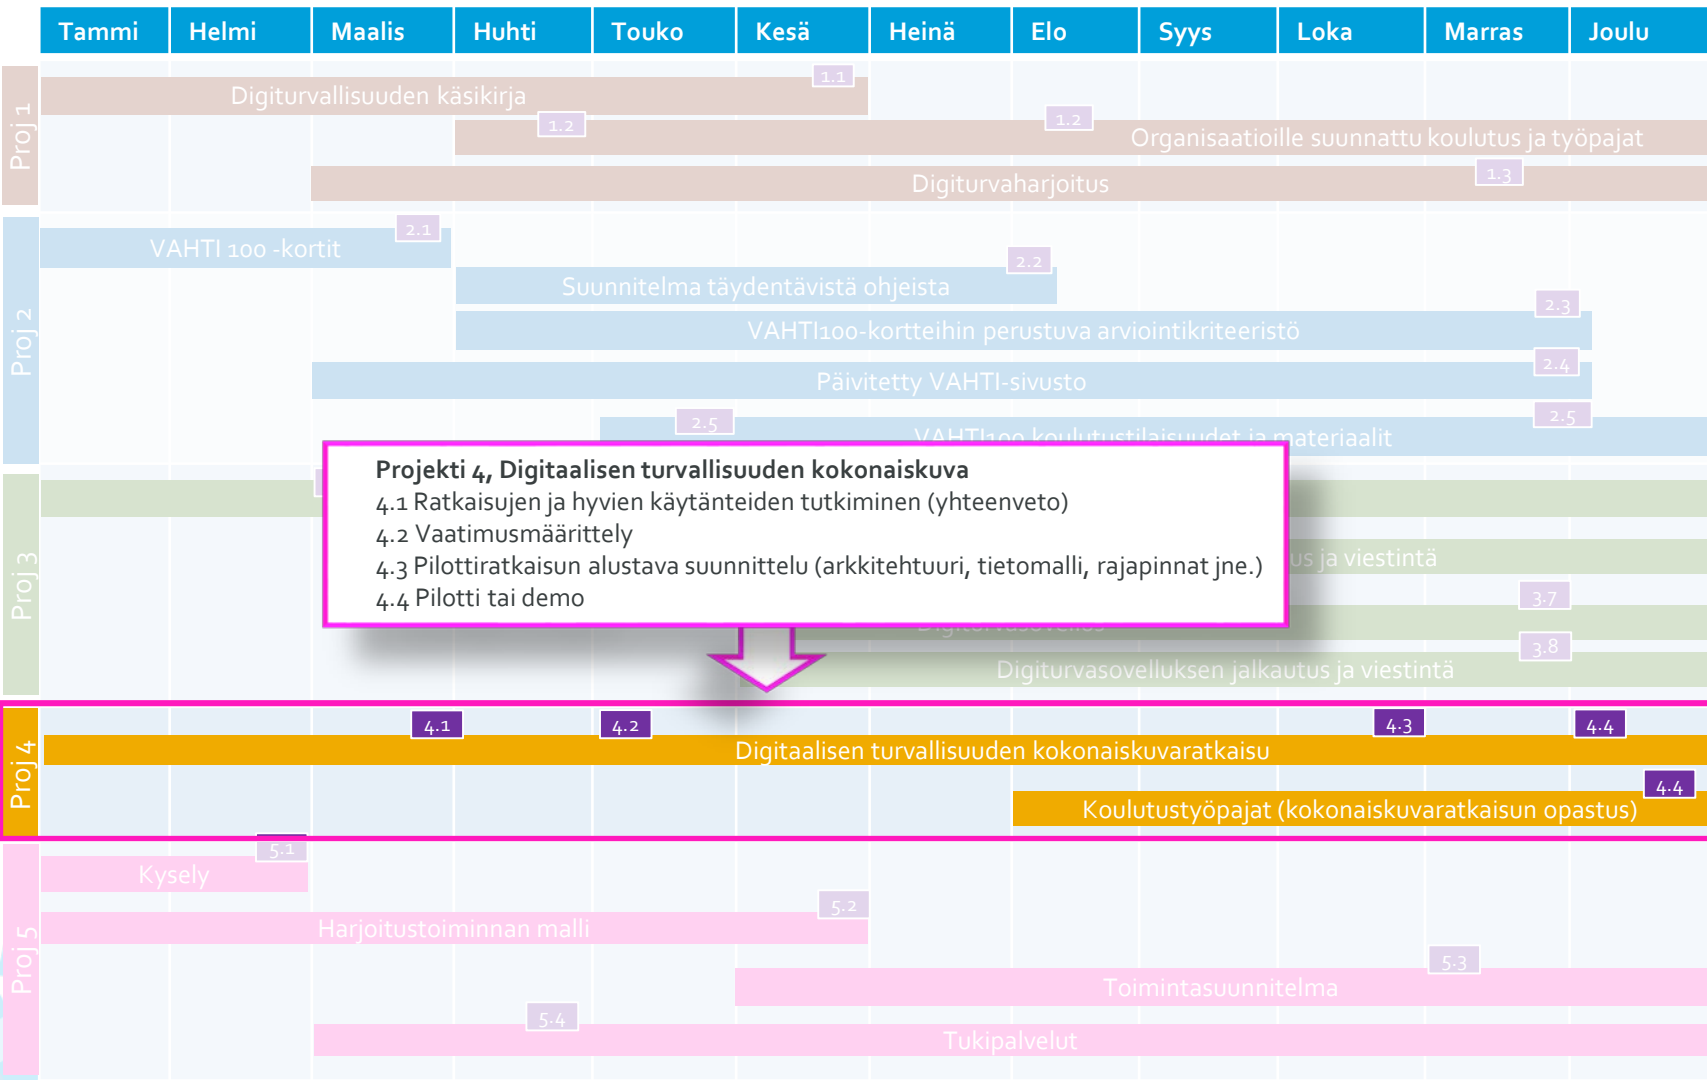 Tammi Helmi Maalis Huhti Touko Kesä Heinä Elo Syys Loka Marras Joulu
Proj 1
1.1
Digiturvallisuuden käsikirja
1.2
1.2
Organisaatioille suunnattu koulutus ja työpajat
1.3
Digiturvaharjoitus
Proj 2
2.1
VAHTI 100 -kortit
2.2
Suunnitelma täydentävistä ohjeista
2.3
VAHTI100-kortteihin perustuva arviointikriteeristö
2.4
Päivitetty VAHTI-sivusto
2.5
2.5
VAHTI100 koulutustilaisuudet ja materiaalit
Projekti 4, Digitaalisen turvallisuuden kokonaiskuva
4.1 Ratkaisujen ja hyvien käytänteiden tutkiminen (yhteenveto)
4.2 Vaatimusmäärittely
4.3 Pilottiratkaisun alustava suunnittelu (arkkitehtuuri, tietomalli, rajapinnat jne.)
4.4 Pilotti tai demo
Proj 3
ja viestintä
3.7
Digiturvasovellus
3.8
Digiturvasovelluksen jalkautus ja viestintä
Proj 4
4.1
4.2
4.3
4.4
Digitaalisen turvallisuuden kokonaiskuvaratkaisu
4.4
Koulutustyöpajat (kokonaiskuvaratkaisun opastus)
Proj 5
5.1
Kysely
5.2
Harjoitustoiminnan malli
5.3
Toimintasuunnitelma
5.4
Tukipalvelut